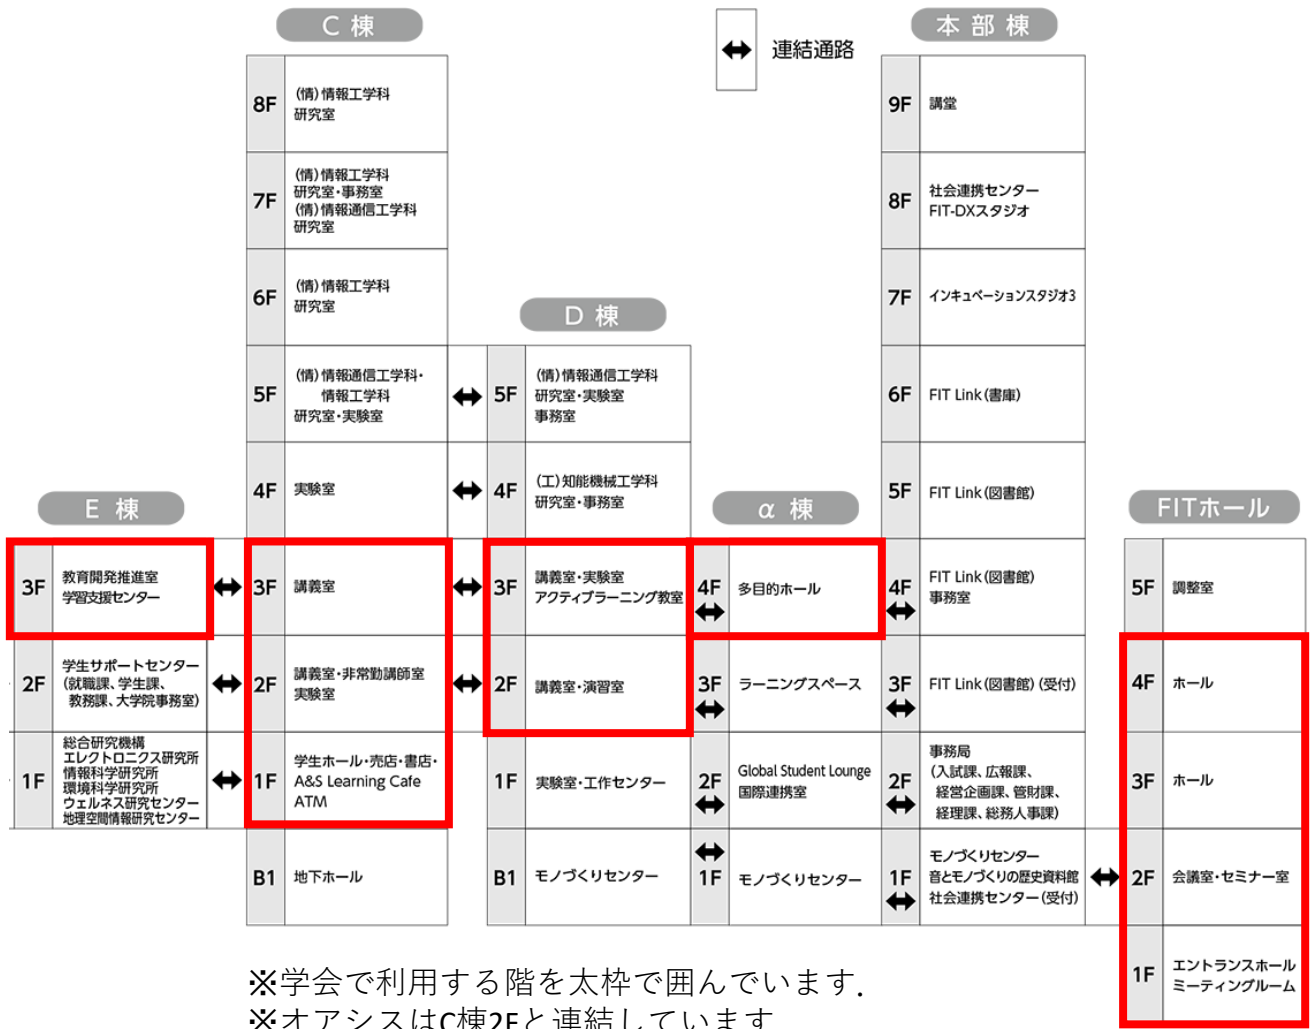 C 棟
8F
(情)情報工学科
研究室
7F
(情)情報工学科
研究室・事務室
(情)情報通信工学科
研究室
6F
(情)情報工学科
研究室
5F
(情)情報通信工学科・
情報工学科
研究室・実験室
4F
実験室
3F
講義室
2F
講義室・非常勤講師室
実験室
1F
学生ホール・売店・書店・
A&S Learning Cafe
ATM
B1
地下ホール
連結通路
本 部 棟
9F
講堂
8F
社会連携センター
FIT-DXスタジオ
7F
インキュベーションスタジオ3
6F
FIT Link(書庫)
5F
FIT Link(図書館)
4F
FIT Link(図書館)
事務室
3F
FIT Link(図書館)(受付)
2F
事務局
(入試課、広報課、
経営企画課、管財課、
経理課、総務人事課)
1F
モノづくりセンター
音とモノづくりの歴史資料館
社会連携センター(受付)
D 棟
5F
(情)情報通信工学科
研究室・実験室
事務室
4F
(工)知能機械工学科
研究室・事務室
3F
講義室・実験室
アクティブラーニング教室
2F
講義室・演習室
1F
実験室・工作センター
B1
モノづくりセンター
E 棟
3F
教育開発推進室
学習支援センター
2F
学生サポートセンター
(就職課、学生課、
教務課、大学院事務室)
1F
総合研究機構
エレクトロニクス研究所
情報科学研究所
環境科学研究所
ウェルネス研究センター
地理空間情報研究センター
α 棟
4F
多目的ホール
3F
ラーニングスペース
2F
Global Student Lounge
国際連携室
1F
モノづくりセンター
FITホール
5F
調整室
4F
ホール
3F
ホール
2F
会議室・セミナー室
1F
エントランスホール
ミーティングルーム
※学会で利用する階を太枠で囲んでいます.
※オアシスはC棟2Fと連結しています